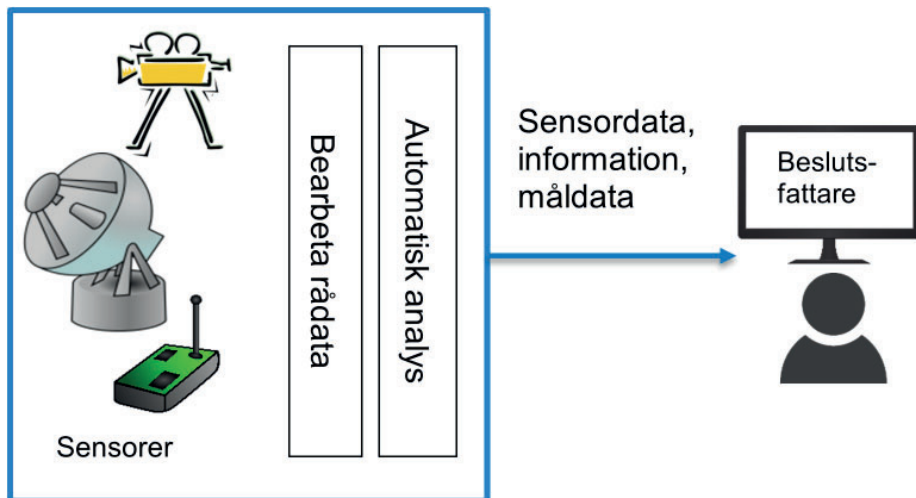 Sensorer
Bearbeta rådata
Automatisk analys
Sensordata,
information,
måldata
Besluts-
fattare